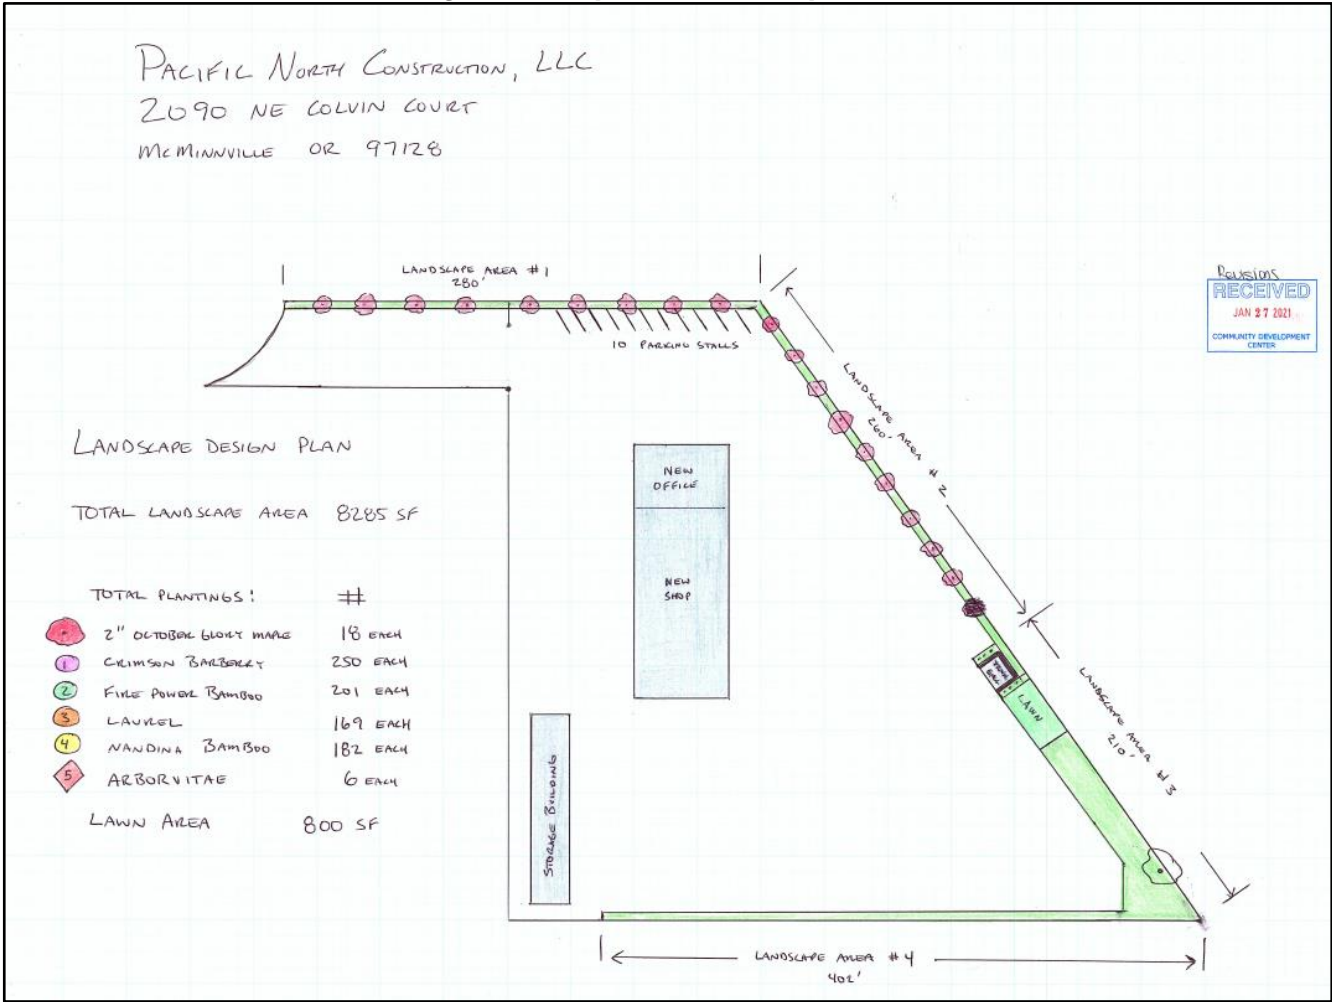 PACIFIC NORTH CONSTRUCTION, LLC
2090 NE COLVIN COURT
MCMINNVILLE OR 97128
LANDSCAPE AREA #1
280'
10 PARKING STALLS
Revisions
RECEIVED
JAN 27 2021
COMMUNITY DEVELOPMENT
CENTER
LANDSCAPE AREA #2
260'
LANDSCAPE DESIGN PLAN
TOTAL LANDSCAPE AREA 8285 SF
NEW
OFFICE
NEW
SHOP
TOTAL PLANTINGS: #
2" OCTOBER GLORY MAPLE 18 EACH
1 CRIMSON BARBERRY 250 EACH
2 FIRE POWER BAMBOO 201 EACH
3 LAUREL 169 EACH
4 NANDINA BAMBOO 182 EACH
5 ARBORVITAE 6 EACH
LAWN AREA 800 SF
LAWN
LANDSCAPE AREA #3
210'
STORAGE BUILDING
LANDSCAPE AREA #4
402'